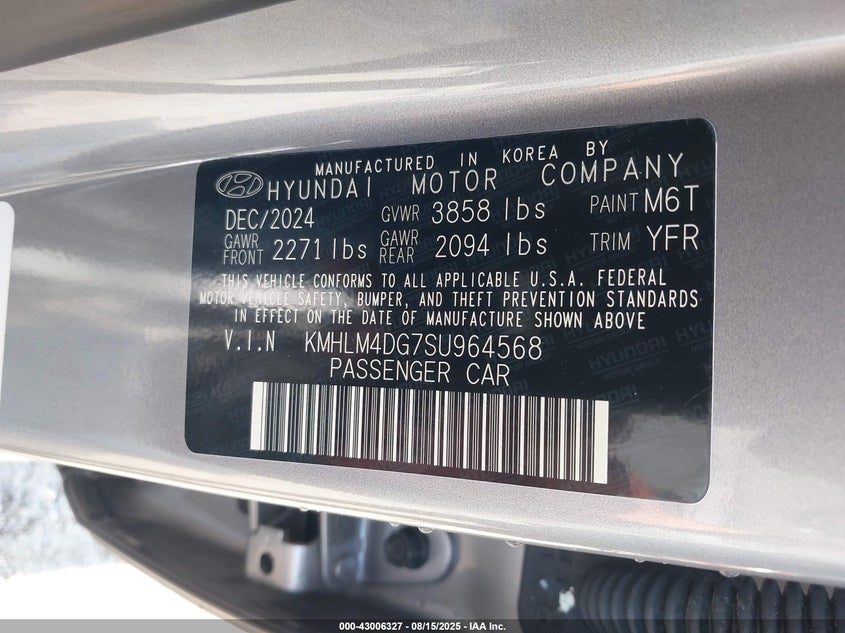 MANUFACTURED IN KOREA BY
HYUNDAI MOTOR COMPANY
DEC/2024 GVWR 3858 lbs PAINT M6T
GAWR FRONT 2271 lbs GAWR REAR 2094 lbs TRIM YFR
THIS VEHICLE CONFORMS TO ALL APPLICABLE U.S.A. FEDERAL
MOTOR VEHICLE SAFETY, BUMPER, AND THEFT PREVENTION STANDARDS
IN EFFECT ON THE DATE OF MANUFACTURE SHOWN ABOVE
V.I.N KMHLM4DG7SU964568
PASSENGER CAR
000-43006327 - 08/15/2025 - IAA Inc.